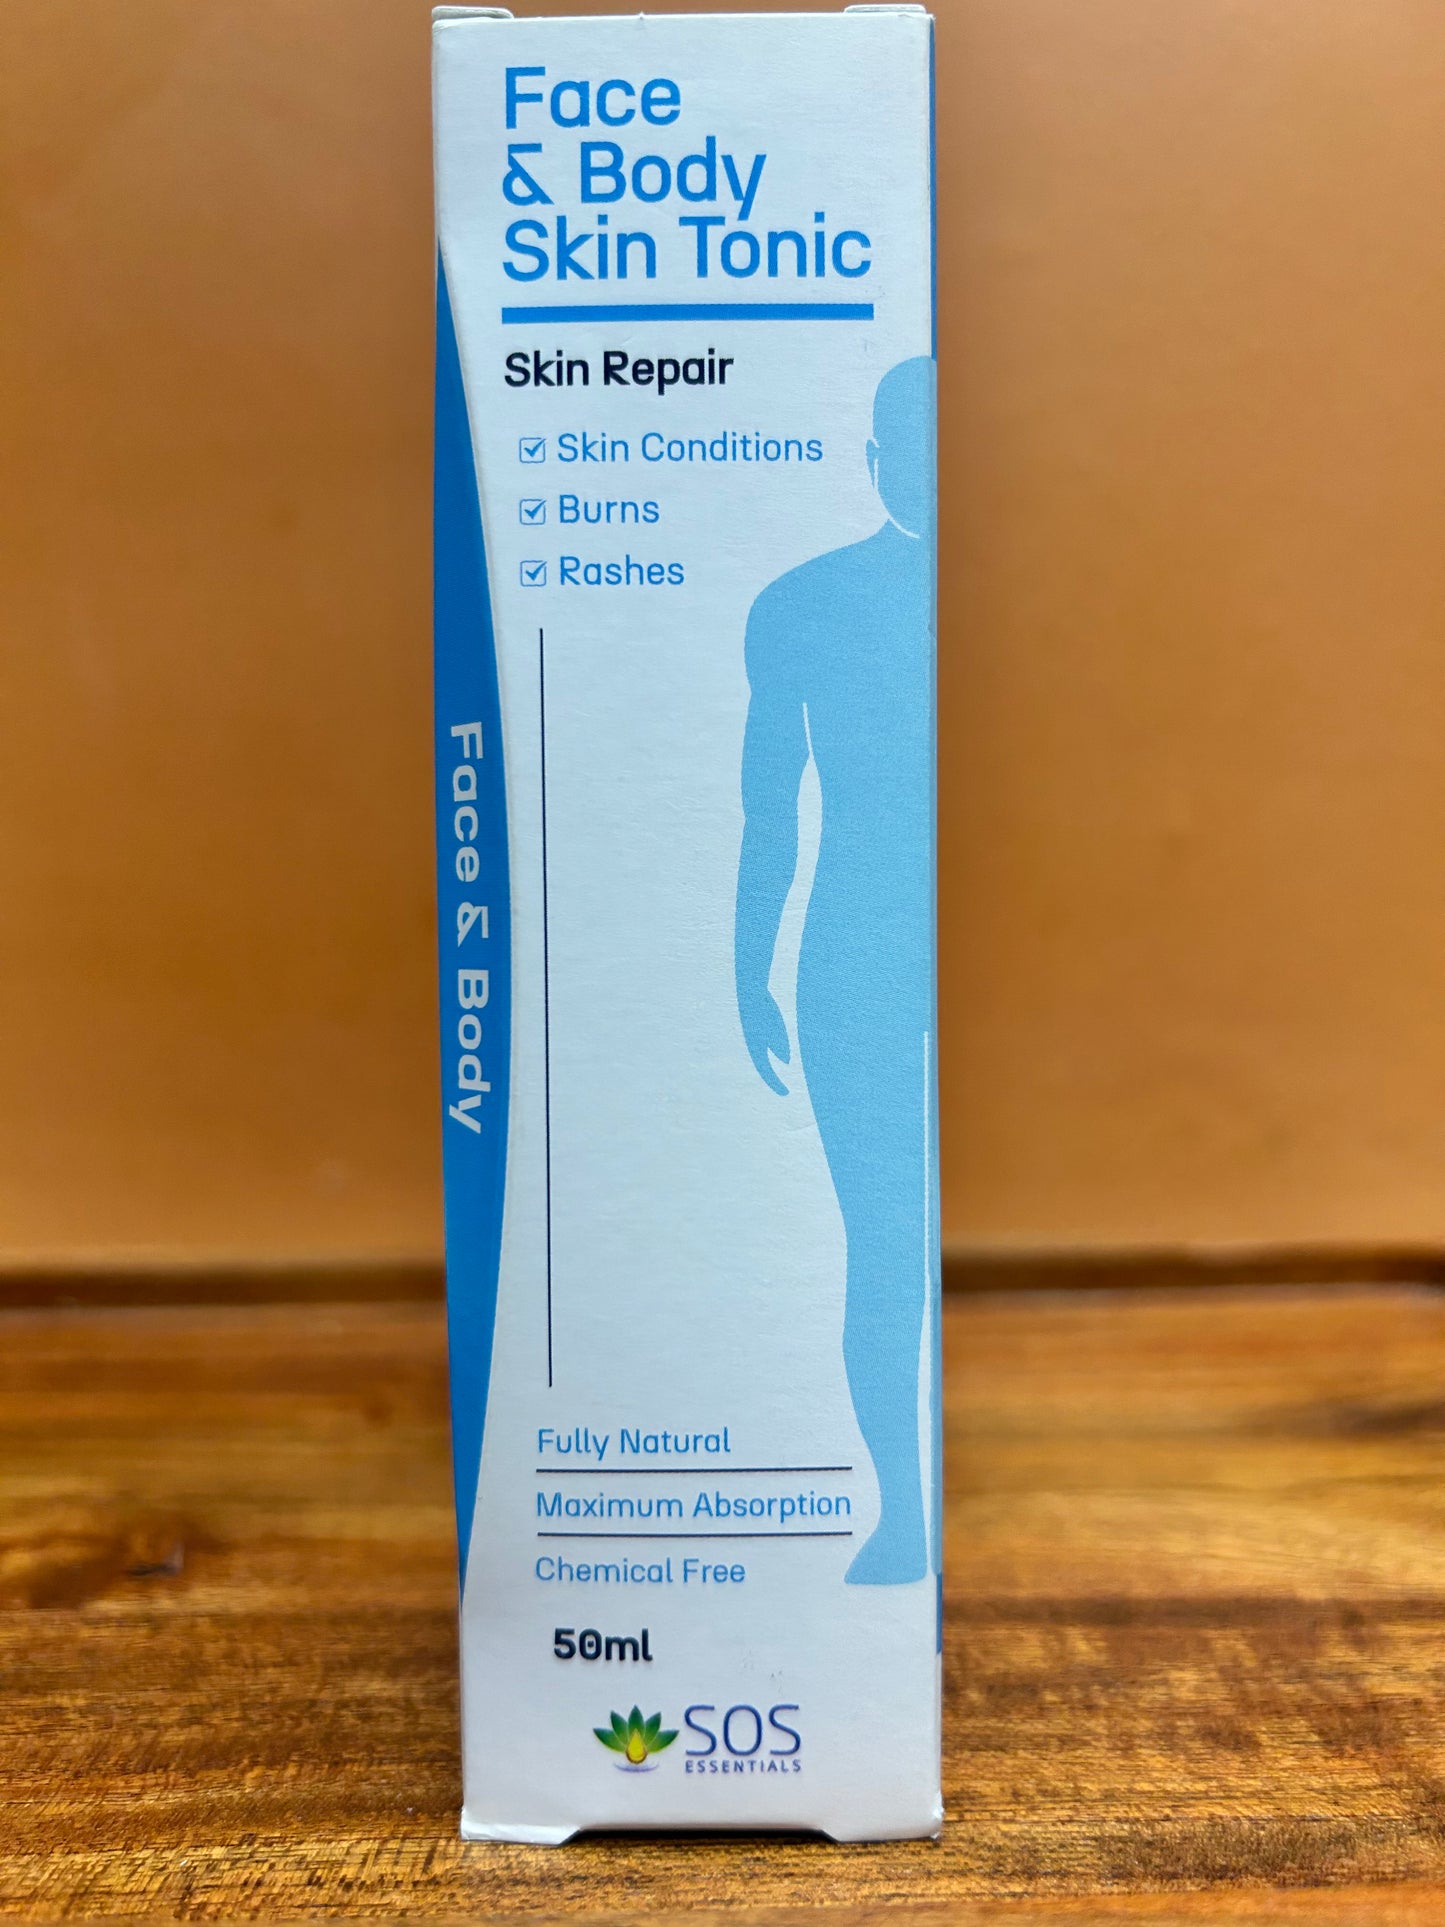 Face
& Body
Skin Tonic
Skin Repair
Skin Conditions
Burns
Rashes
Face & Body
Fully Natural
Maximum Absorption
Chemical Free
50ml
SOS
ESSENTIALS